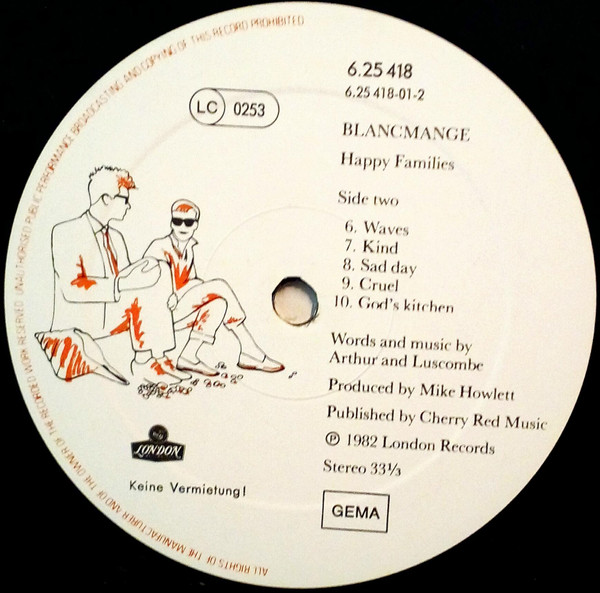 ALL RIGHTS OF THE MANUFACTURER AND OF THE OWNER OF THE RECORDED WORK RESERVED UNAUTHORISED PUBLIC PERFORMANCE BROADCASTING AND COPYING OF THIS RECORD PROHIBITED
LC 0253
6.25 418
6.25 418-01-2
BLANCMANGE
Happy Families
Side two
6. Waves
7. Kind
8. Sad day
9. Cruel
10. God's kitchen
Words and music by
Arthur and Luscombe
Produced by Mike Howlett
Published by Cherry Red Music
℗ 1982 London Records
Stereo 33⅓
LONDON
Keine Vermietung!
GEMA